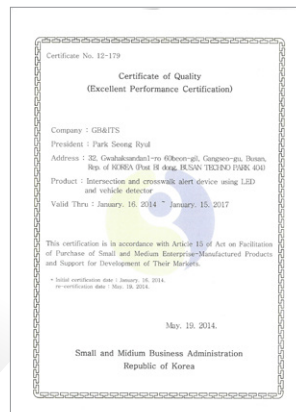 Certificate No. 12-179
Certificate of Quality
(Excellent Performance Certification)
Company : GB&ITS
President : Park Seong Ryul
Address : 32, Gwahaksandan1-ro 60beon-gil, Gangseo-gu, Busan,
Rep. of KOREA (Post BI dong, BUSAN TECHNO PARK 404)
Product : Intersection and crosswalk alert device using LED
and vehicle detector
Valid Thru : January. 16. 2014 ~ January. 15. 2017
This certification is in accordance with Article 15 of Act on Facilitation
of Purchase of Small and Medium Enterprise-Manufactured Products
and Support for Development of Their Markets.
* Initial certification date : January. 16. 2014.
re-certification date : May. 19. 2014.
May. 19. 2014.
Small and Midium Business Administration
Republic of Korea